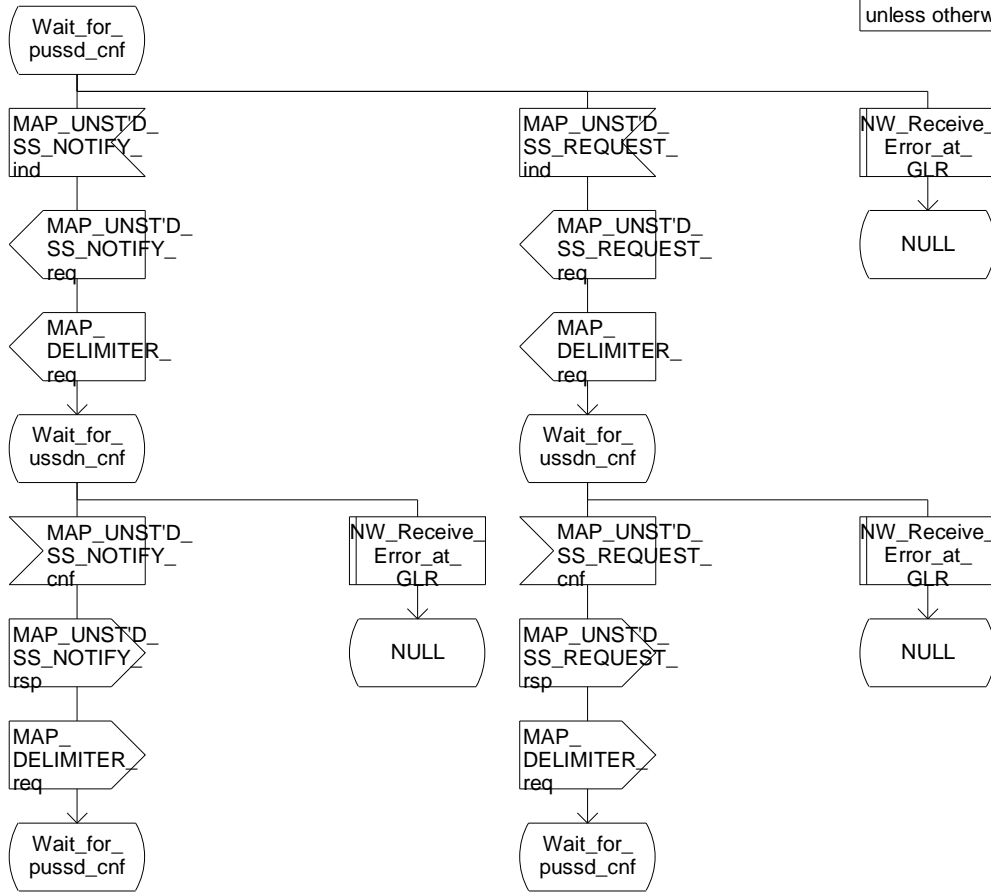 unless otherw
Wait_for_
pussd_cnf
MAP_UNST'D_
SS_NOTIFY_
ind
MAP_UNST'D_
SS_REQUEST_
ind
NW_Receive_
Error_at_
GLR
MAP_UNST'D_
SS_NOTIFY_
req
MAP_UNST'D_
SS_REQUEST_
req
NULL
MAP_
DELIMITER_
req
MAP_
DELIMITER_
req
Wait_for_
ussdn_cnf
Wait_for_
ussdn_cnf
MAP_UNST'D_
SS_NOTIFY_
cnf
NW_Receive_
Error_at_
GLR
MAP_UNST'D_
SS_REQUEST_
cnf
NW_Receive_
Error_at_
GLR
MAP_UNST'D_
SS_NOTIFY_
rsp
NULL
MAP_UNST'D_
SS_REQUEST_
rsp
NULL
MAP_
DELIMITER_
req
MAP_
DELIMITER_
req
Wait_for_
pussd_cnf
Wait_for_
pussd_cnf